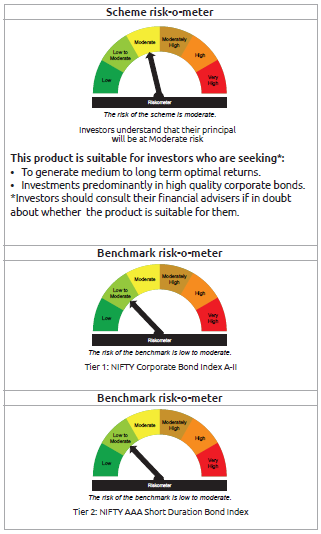 Scheme risk-o-meter
Low
Low to
Moderate
Moderate
Moderately
High
High
Very
High
Riskometer
The risk of the scheme is moderate.
Investors understand that their principal
will be at Moderate risk
This product is suitable for investors who are seeking*:
• To generate medium to long term optimal returns.
• Investments predominantly in high quality corporate bonds.
*Investors should consult their financial advisers if in doubt
about whether the product is suitable for them.
Benchmark risk-o-meter
Low
Low to
Moderate
Moderate
Moderately
High
High
Very
High
Riskometer
The risk of the benchmark is low to moderate.
Tier 1: NIFTY Corporate Bond Index A-II
Benchmark risk-o-meter
Low
Low to
Moderate
Moderate
Moderately
High
High
Very
High
Riskometer
The risk of the benchmark is low to moderate.
Tier 2: NIFTY AAA Short Duration Bond Index